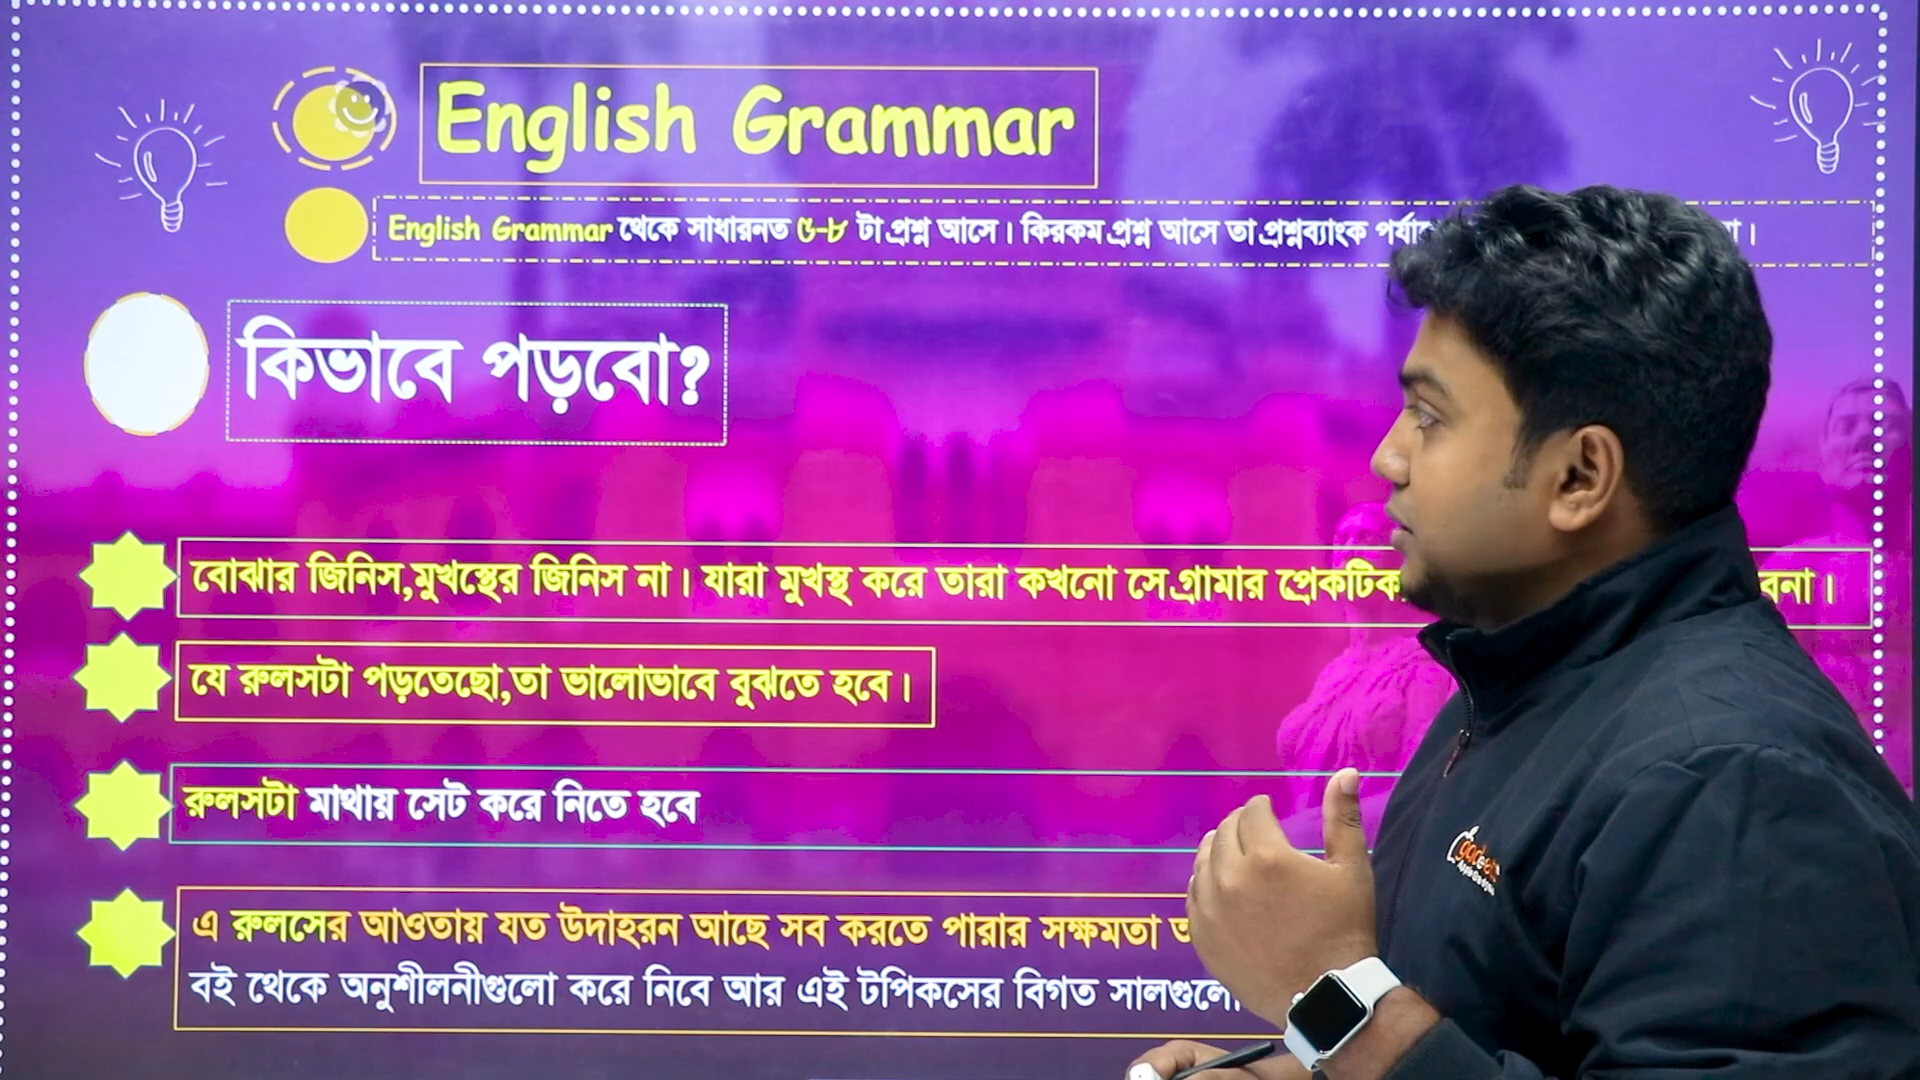 English Grammar
English Grammar থেকে সাধারনত ৫-৮ টা প্রশ্ন আসে। কিরকম প্রশ্ন আসে তা প্রশ্নব্যাংক
কিভাবে পড়বো?
বোঝার জিনিস,মুখস্থের জিনিস না। যারা মুখস্থ করে তারা কখনো সে গ্রামার
যে রুলসটা পড়তেছো,তা ভালোভাবে বুঝতে হবে।
রুলসটা মাথায় সেট করে নিতে হবে
এ রুলসের আওতায় যত উদাহরন আছে সব করতে পারার সক্ষমতা
বই থেকে অনুশীলনীগুলো করে নিবে আর এই টপিকসের বিগত সালগুলো